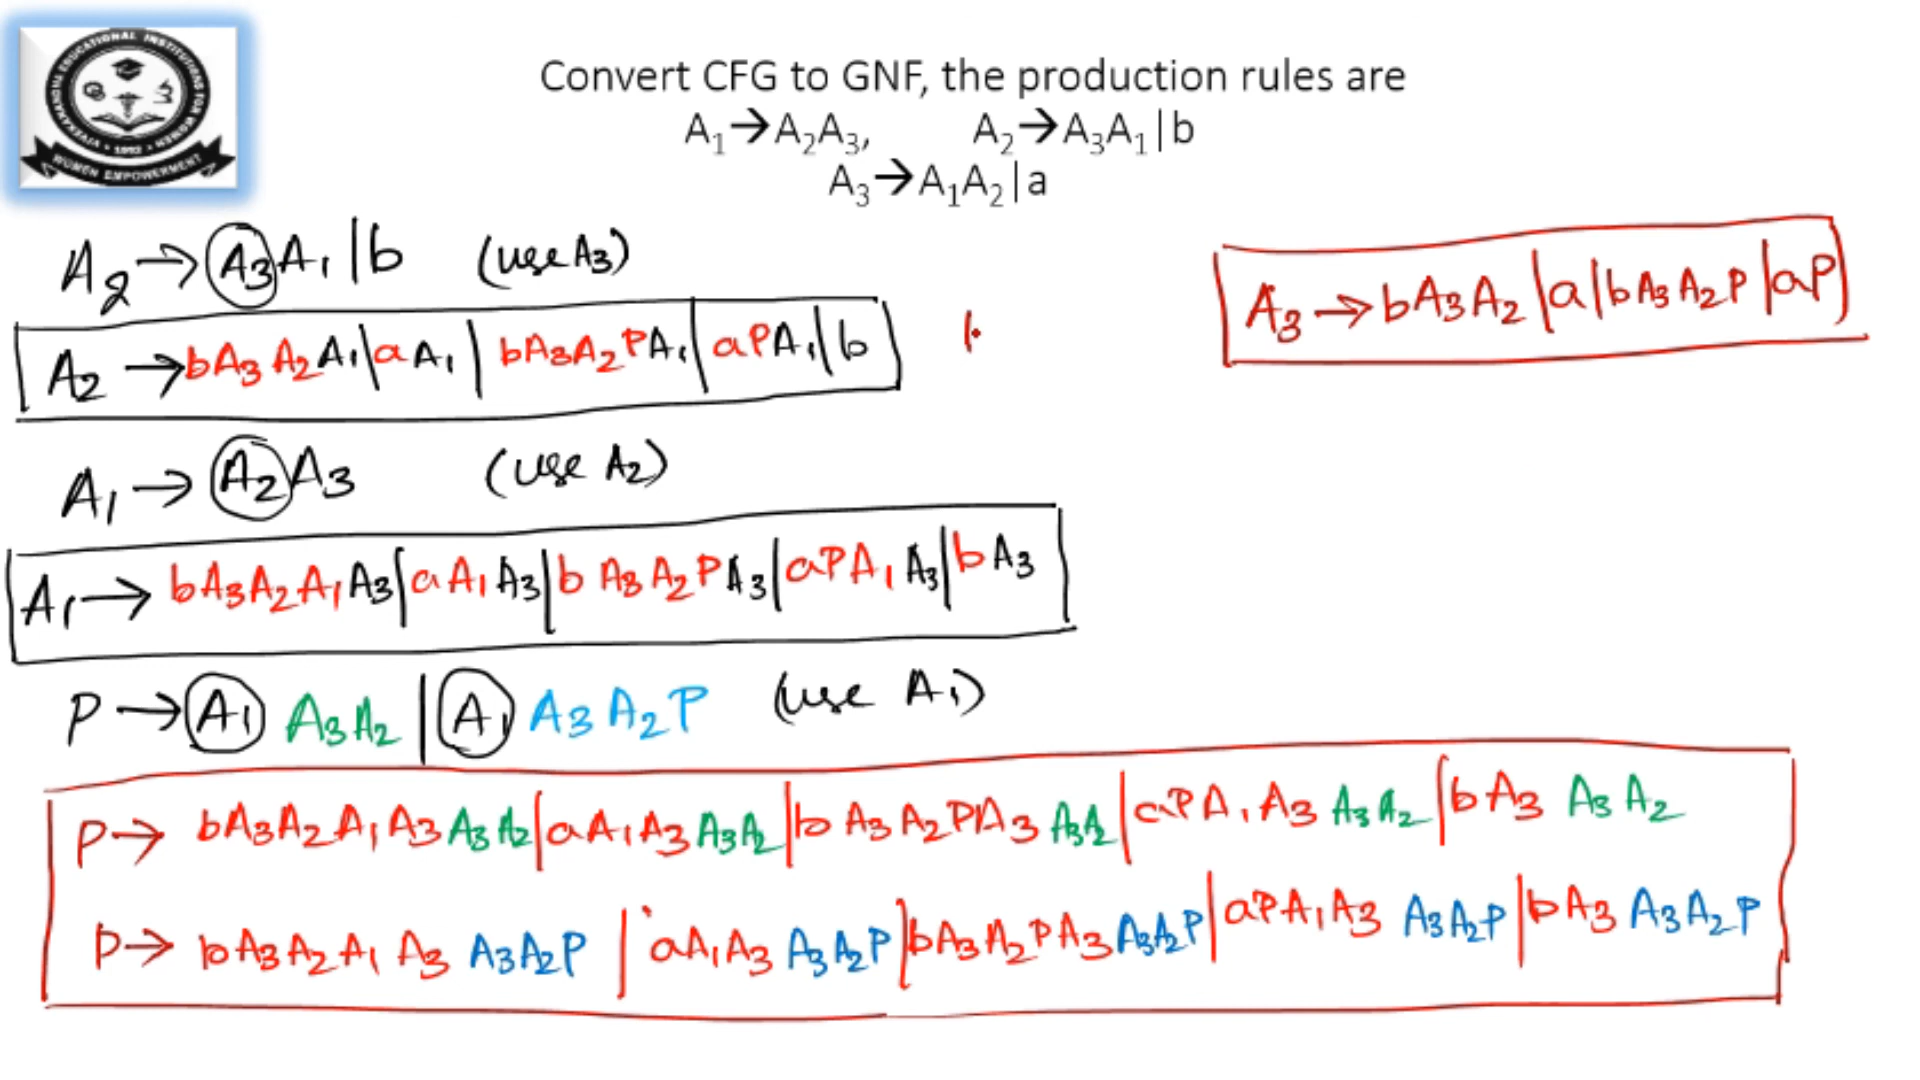 Convert CFG to GNF, the production rules are
A₁→A₂A₃, A₂→A₃A₁|b
A₃→A₁A₂|a
A₂→A₃A₁|b (use A₃)
A₃→bA₃A₂|a|bA₃A₂P|aP
A₂→bA₃A₂A₁|aA₁|bA₃A₂PA₁|aPA₁|b
A₁→A₂A₃ (use A₂)
A₁→bA₃A₂A₁A₃|aA₁A₃|bA₃A₂PA₃|aPA₁A₃|bA₃
P→A₁A₃A₂|A₁A₃A₂P (use A₁)
P→bA₃A₂A₁A₃A₃A₂|aA₁A₃A₃A₂|bA₃A₂PA₃A₃A₂|aPA₁A₃A₃A₂|bA₃A₃A₂
P→bA₃A₂A₁A₃A₃A₂P|aA₁A₃A₃A₂P|bA₃A₂PA₃A₃A₂P|aPA₁A₃A₃A₂P|bA₃A₃A₂P
WOMEN EMPOWERMENT